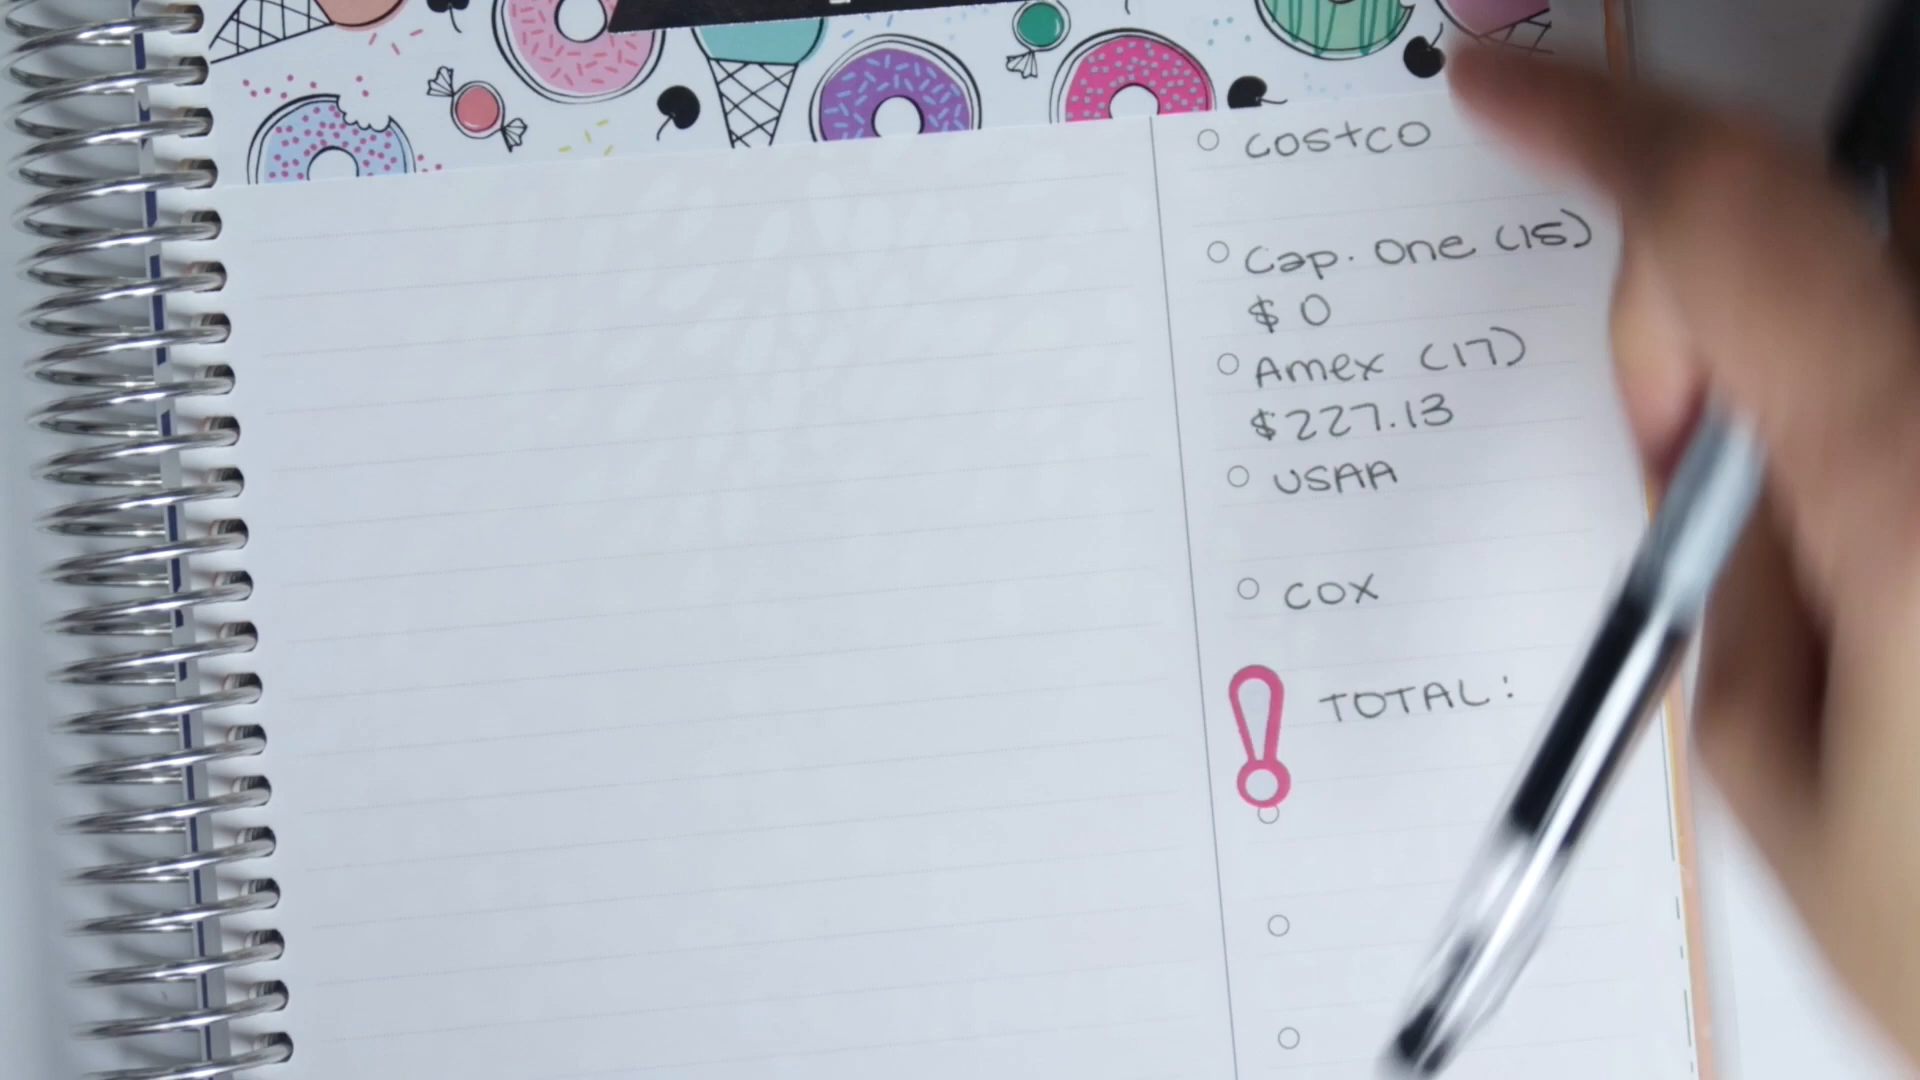 COSTCO
Cap. One (15)
$ 0
Amex (17)
$227.13
USAA
COX
TOTAL: